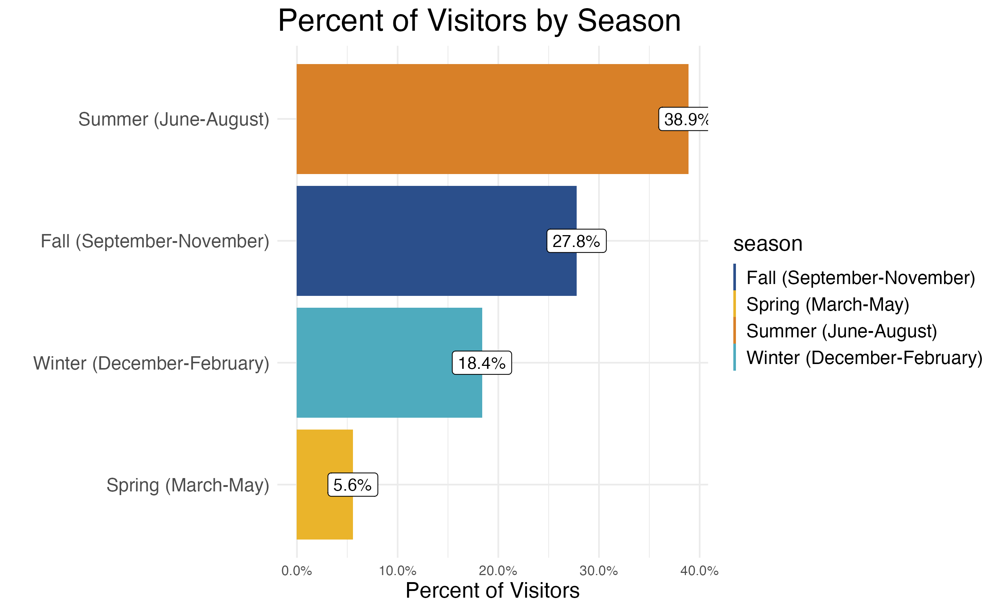 Percent of Visitors by Season
Summer (June-August)
38.9%
Fall (September-November)
27.8%
Winter (December-February)
18.4%
Spring (March-May)
5.6%
0.0% 10.0% 20.0% 30.0% 40.0%
Percent of Visitors
season
Fall (September-November)
Spring (March-May)
Summer (June-August)
Winter (December-February)